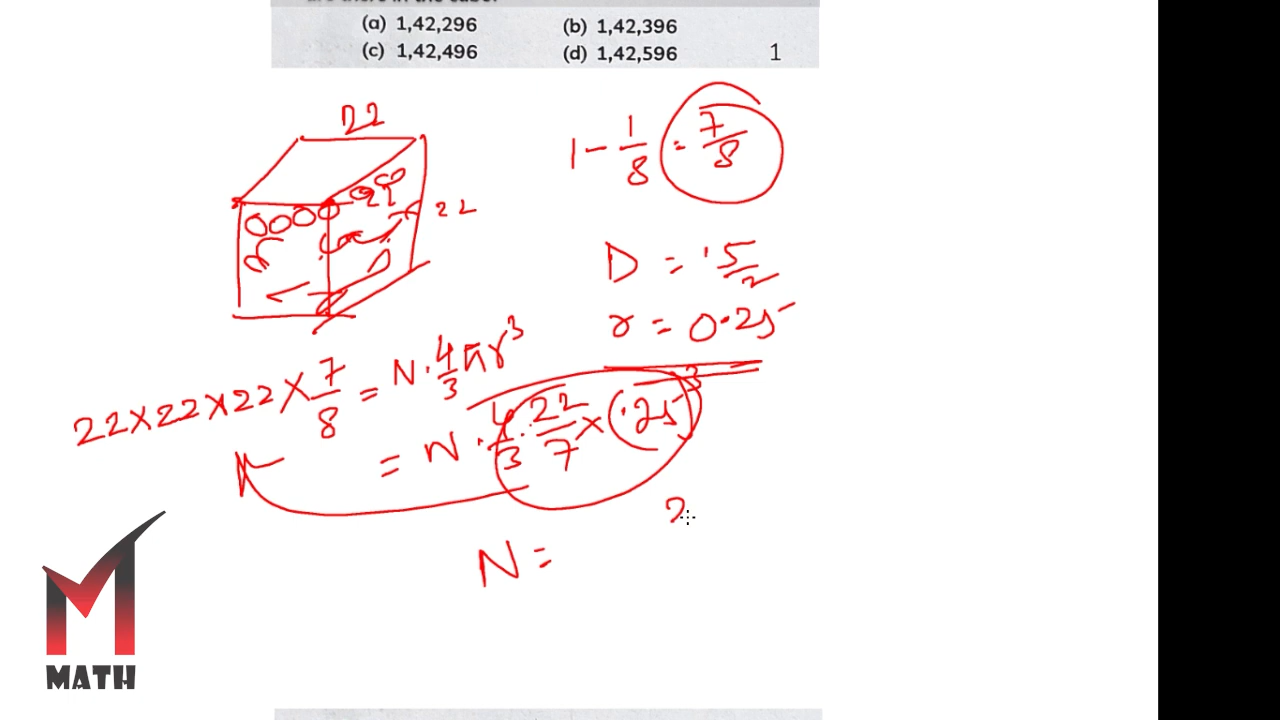 (a) 1,42,296 (b) 1,42,396
(c) 1,42,496 (d) 1,42,596 1
22
22
22
1 - 1/8 = 7/8
D = .5/2
r = 0.25
22×22×22×7/8 = N·4/3πr³
= N·4/3·22/7×(.25)³
2
N =
MATH